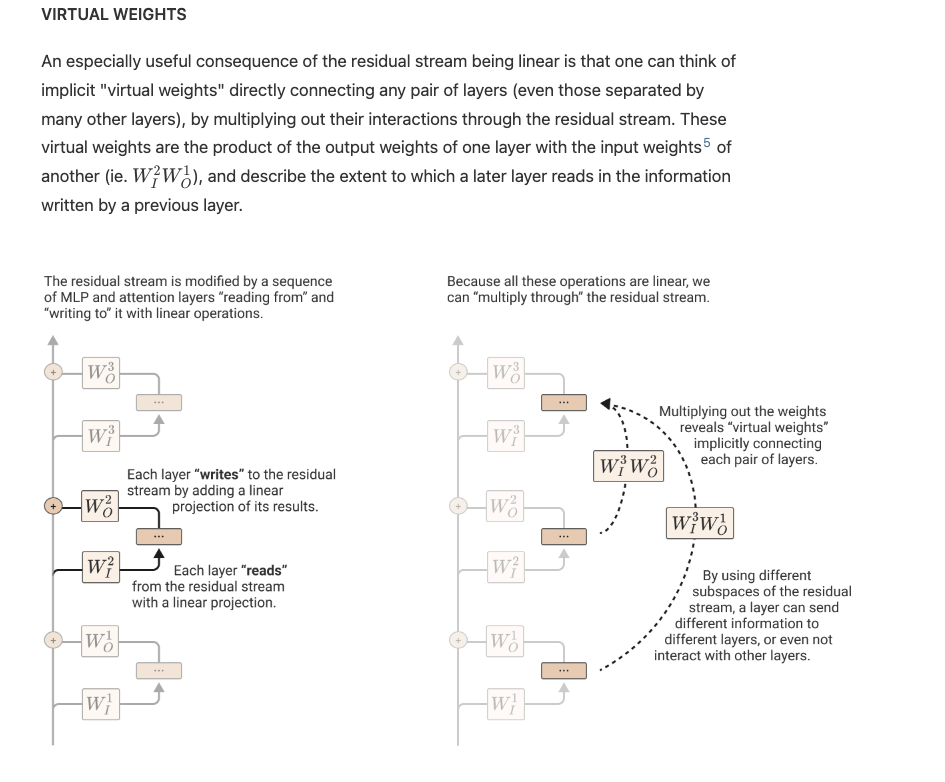 VIRTUAL WEIGHTS
An especially useful consequence of the residual stream being linear is that one can think of
implicit "virtual weights" directly connecting any pair of layers (even those separated by
many other layers), by multiplying out their interactions through the residual stream. These
virtual weights are the product of the output weights of one layer with the input weights⁵ of
another (ie. W_I^2 W_O^1), and describe the extent to which a later layer reads in the information
written by a previous layer.
The residual stream is modified by a sequence
of MLP and attention layers “reading from” and
“writing to” it with linear operations.
+
W_O^3
...
W_I^3
Each layer “writes” to the residual
stream by adding a linear
projection of its results.
+
W_O^2
...
W_I^2
Each layer “reads”
from the residual stream
with a linear projection.
+
W_O^1
...
W_I^1
Because all these operations are linear, we
can “multiply through” the residual stream.
+
W_O^3
...
W_I^3
Multiplying out the weights
reveals “virtual weights”
implicitly connecting
each pair of layers.
W_I^3 W_O^2
+
W_O^2
...
W_I^2
W_I^3 W_O^1
By using different
subspaces of the residual
stream, a layer can send
different information to
different layers, or even not
interact with other layers.
+
W_O^1
...
W_I^1